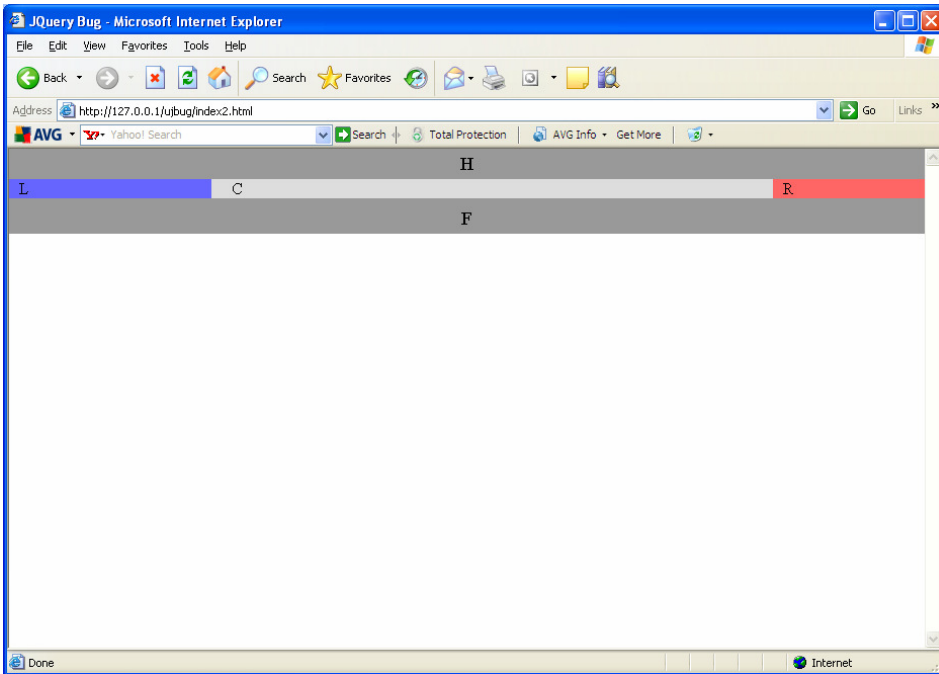 JQuery Bug - Microsoft Internet Explorer
File Edit View Favorites Tools Help
Back Search Favorites
Address http://127.0.0.1/ujbug/index2.html Go Links »
AVG Y! Yahoo! Search Search Total Protection AVG Info Get More
H
L C R
F
Done Internet